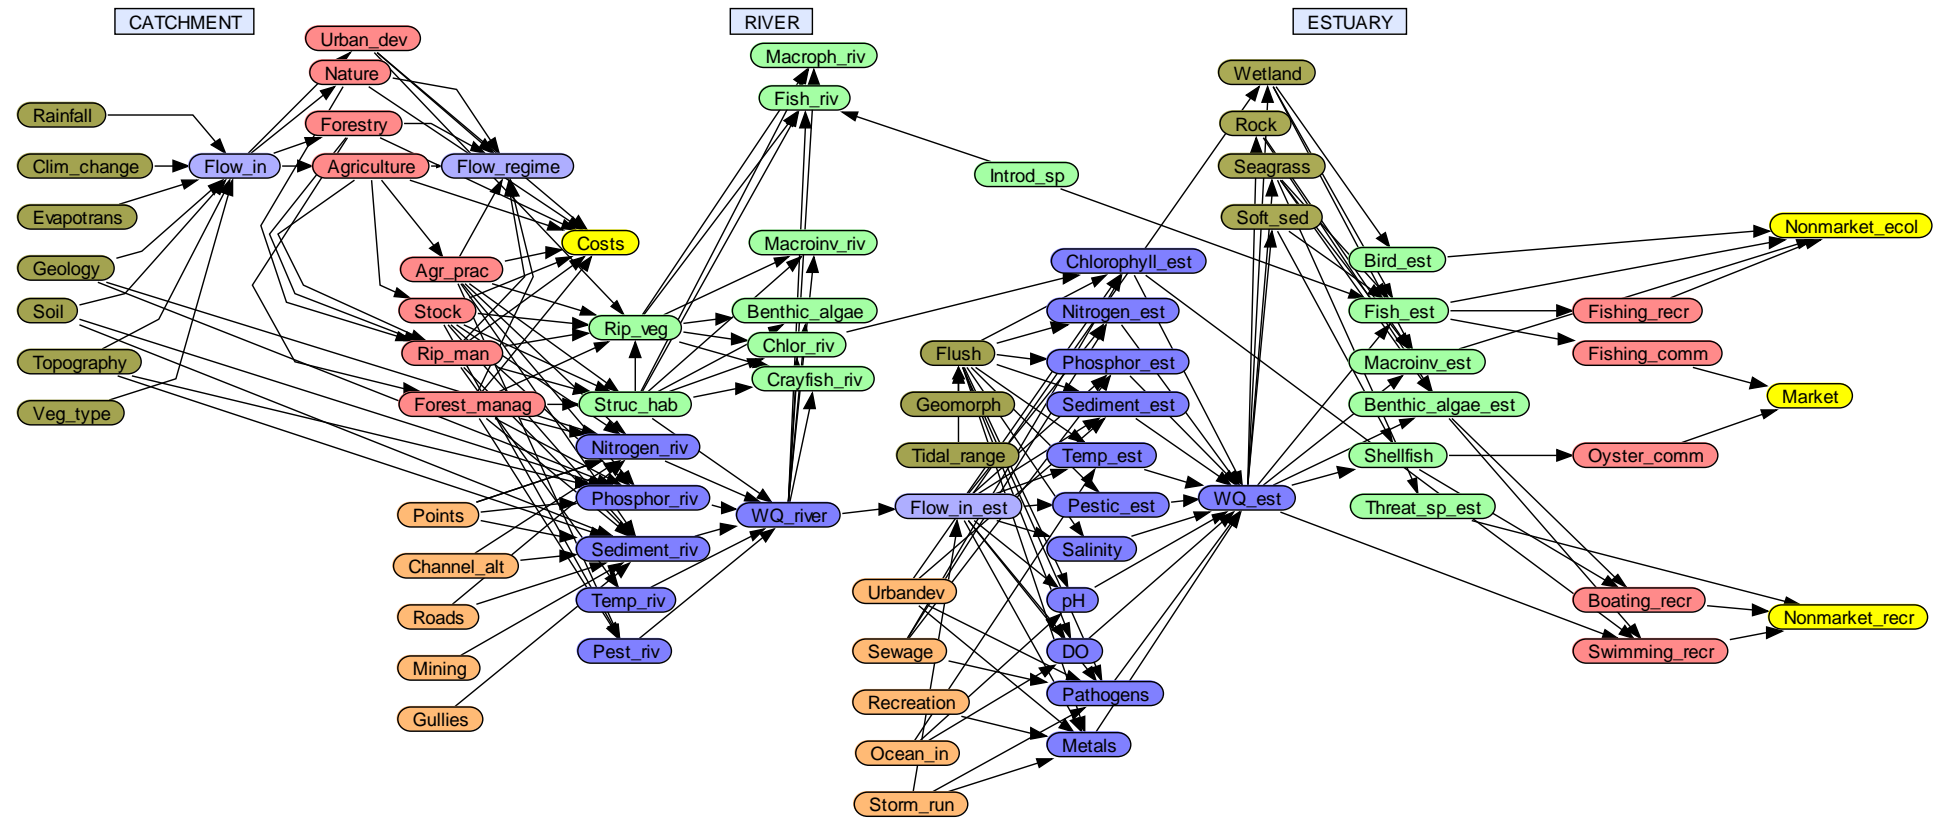 CATCHMENT
RIVER
ESTUARY
Urban_dev
Nature
Forestry
Agriculture
Rainfall
Clim_change
Evapotrans
Geology
Soil
Topography
Veg_type
Flow_in
Flow_regime
Costs
Agr_prac
Stock
Rip_man
Forest_manag
Points
Channel_alt
Roads
Mining
Gullies
Rip_veg
Struc_hab
Nitrogen_riv
Phosphor_riv
Sediment_riv
Temp_riv
Pest_riv
Macroph_riv
Fish_riv
Macroinv_riv
Benthic_algae
Chlor_riv
Crayfish_riv
WQ_river
Introd_sp
Flush
Geomorph
Tidal_range
Flow_in_est
Urbandev
Sewage
Recreation
Ocean_in
Storm_run
Chlorophyll_est
Nitrogen_est
Phosphor_est
Sediment_est
Temp_est
Pestic_est
Salinity
pH
DO
Pathogens
Metals
Wetland
Rock
Seagrass
Soft_sed
WQ_est
Bird_est
Fish_est
Macroinv_est
Benthic_algae_est
Shellfish
Threat_sp_est
Fishing_recr
Fishing_comm
Oyster_comm
Boating_recr
Swimming_recr
Nonmarket_ecol
Market
Nonmarket_recr